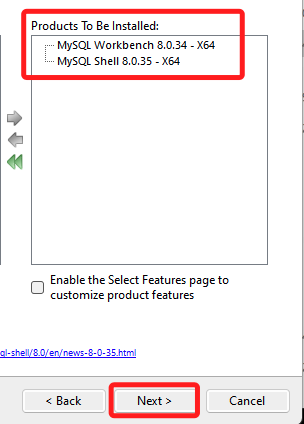 Products To Be Installed:
MySQL Workbench 8.0.34 - X64
MySQL Shell 8.0.35 - X64
Enable the Select Features page to
customize product features
ql-shell/8.0/en/news-8-0-35.html
< Back
Next >
Cancel